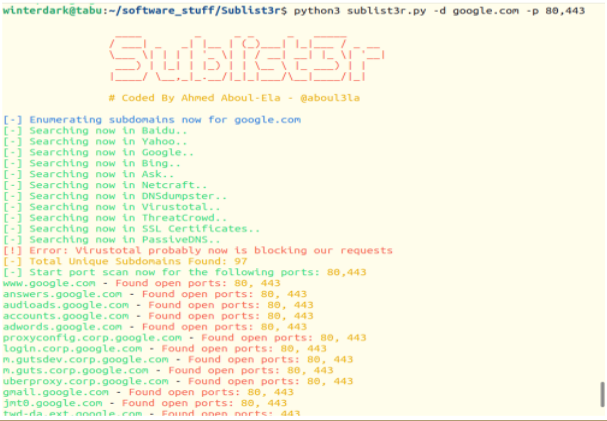 winterdark@tabu:~/software_stuff/Sublist3r$ python3 sublist3r.py -d google.com -p 80,443
Sublist3r
# Coded By Ahmed Aboul-Ela - @aboul3la
[-] Enumerating subdomains now for google.com
[-] Searching now in Baidu..
[-] Searching now in Yahoo..
[-] Searching now in Google..
[-] Searching now in Bing..
[-] Searching now in Ask..
[-] Searching now in Netcraft..
[-] Searching now in DNSdumpster..
[-] Searching now in Virustotal..
[-] Searching now in ThreatCrowd..
[-] Searching now in SSL Certificates..
[-] Searching now in PassiveDNS..
[!] Error: Virustotal probably now is blocking our requests
[-] Total Unique Subdomains Found: 97
[-] Start port scan now for the following ports: 80,443
www.google.com - Found open ports: 80, 443
answers.google.com - Found open ports: 80, 443
audioads.google.com - Found open ports: 80, 443
accounts.google.com - Found open ports: 80, 443
adwords.google.com - Found open ports: 80, 443
proxyconfig.corp.google.com - Found open ports: 80, 443
login.corp.google.com - Found open ports: 80, 443
m.gutsdev.corp.google.com - Found open ports: 80, 443
m.guts.corp.google.com - Found open ports: 80, 443
uberproxy.corp.google.com - Found open ports: 80, 443
gmail.google.com - Found open ports: 80, 443
jmt0.google.com - Found open ports: 80, 443
twd-da.ext.google.com - Found open ports: 443